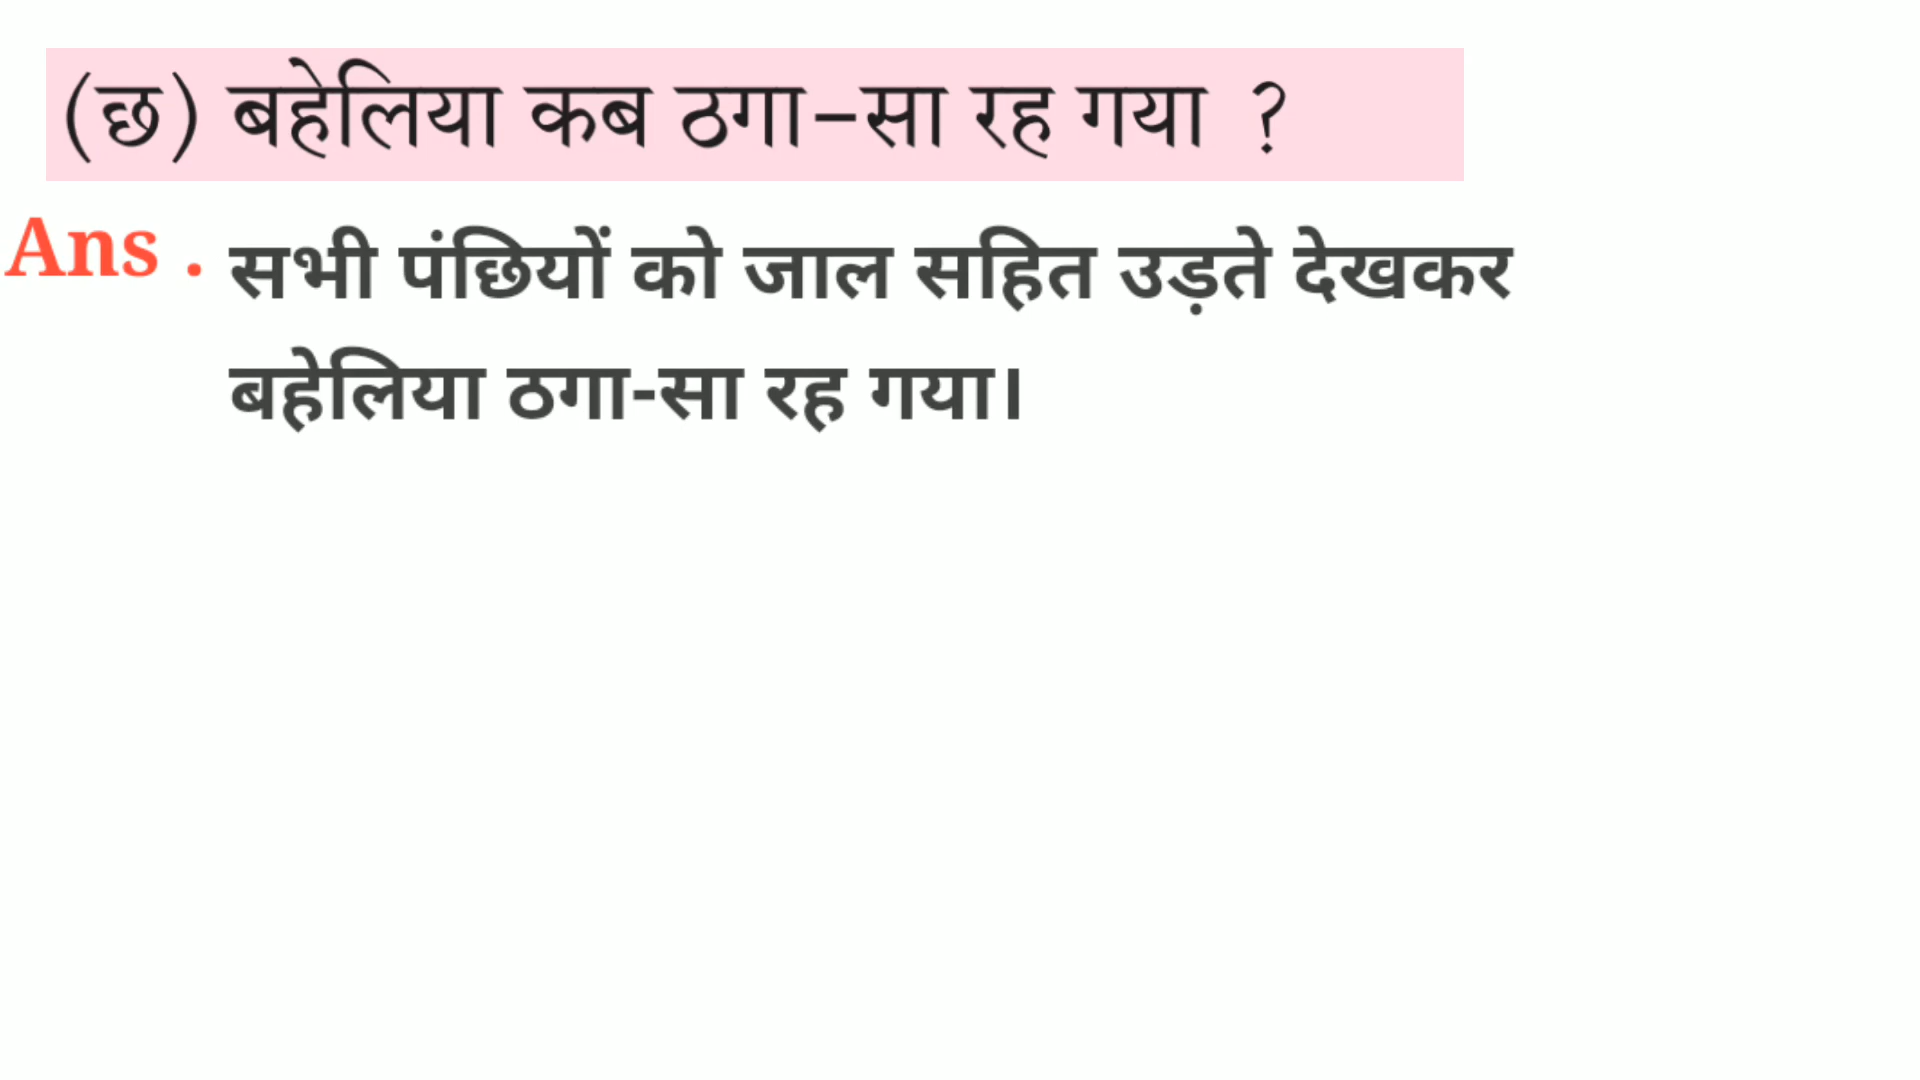 (छ) बहेलिया कब ठगा-सा रह गया ?
Ans . सभी पंछियों को जाल सहित उड़ते देखकर
बहेलिया ठगा-सा रह गया।